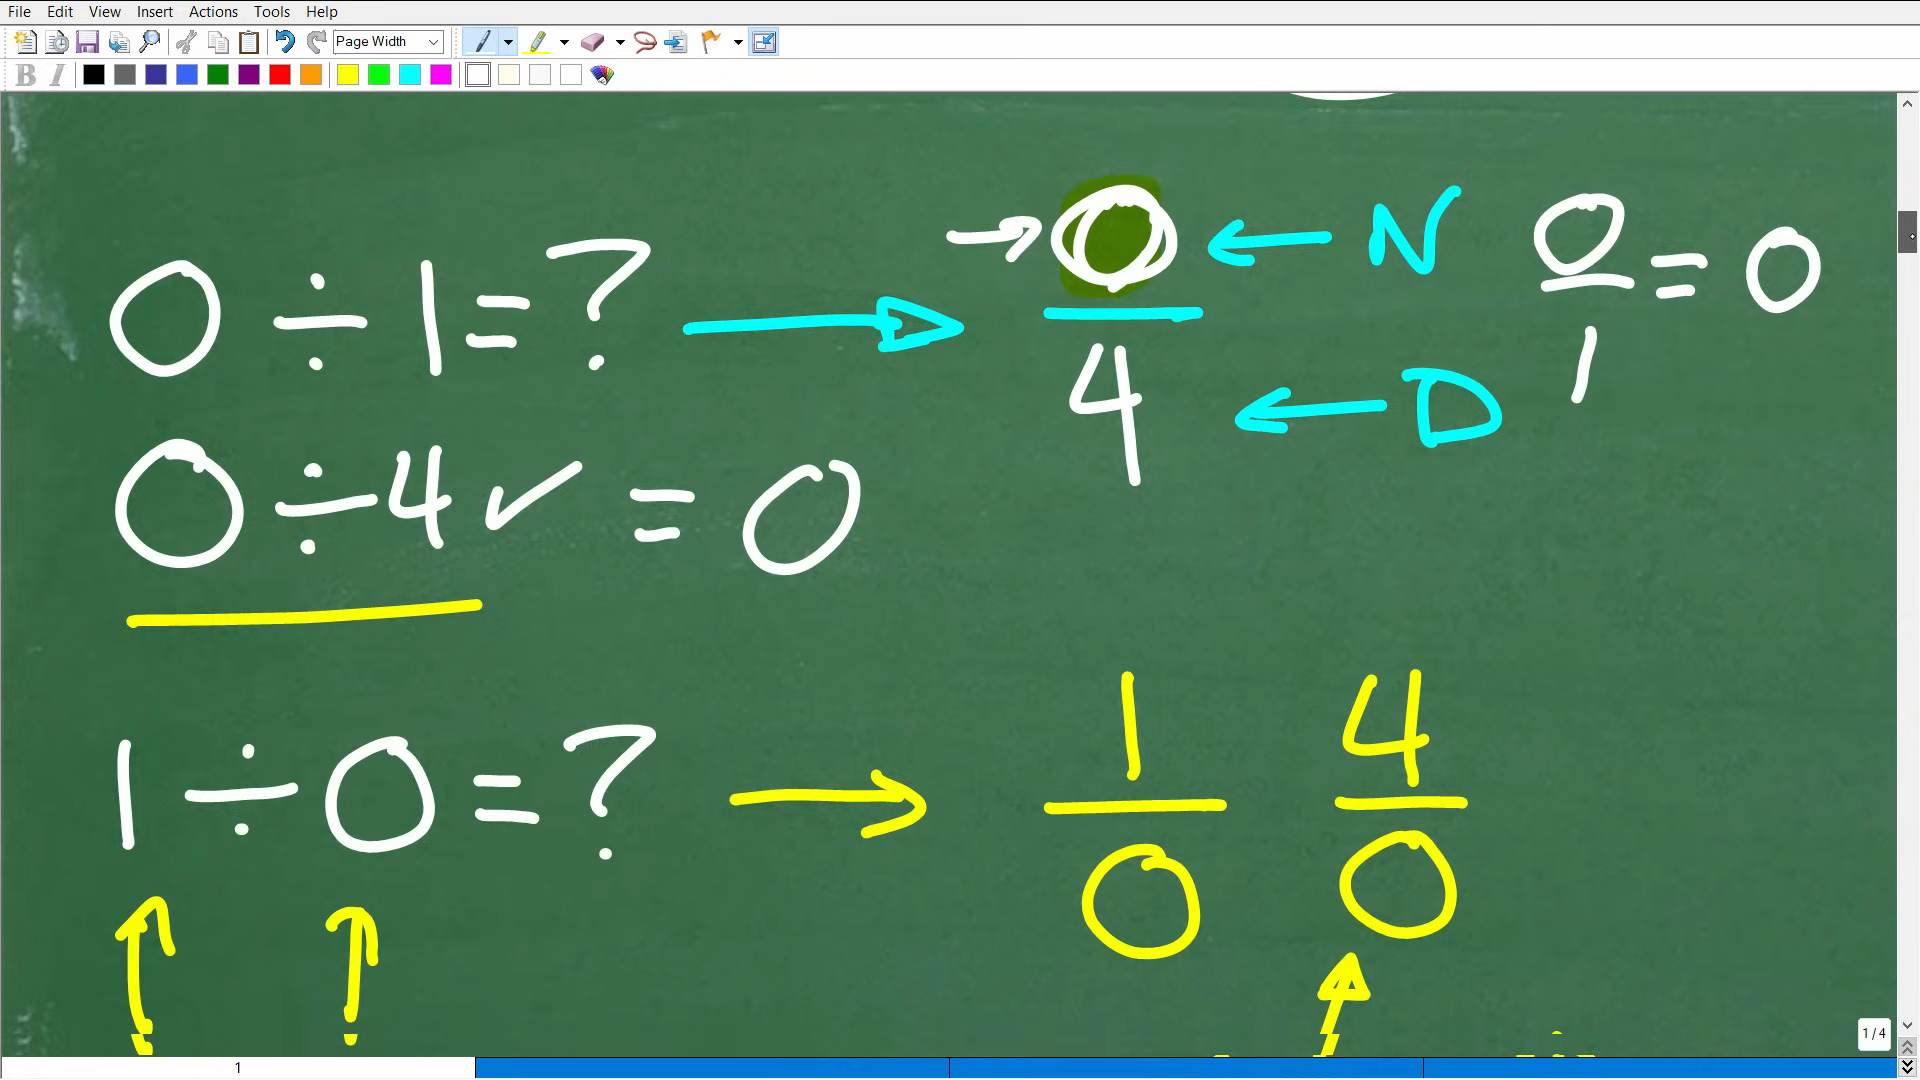 File Edit View Insert Actions Tools Help
Page Width
B I
0 ÷ 1 = ?
0
4
N
D
0
1
= 0
0 ÷ 4 ✓ = 0
1 ÷ 0 = ?
1
0
4
0
1 / 4
1